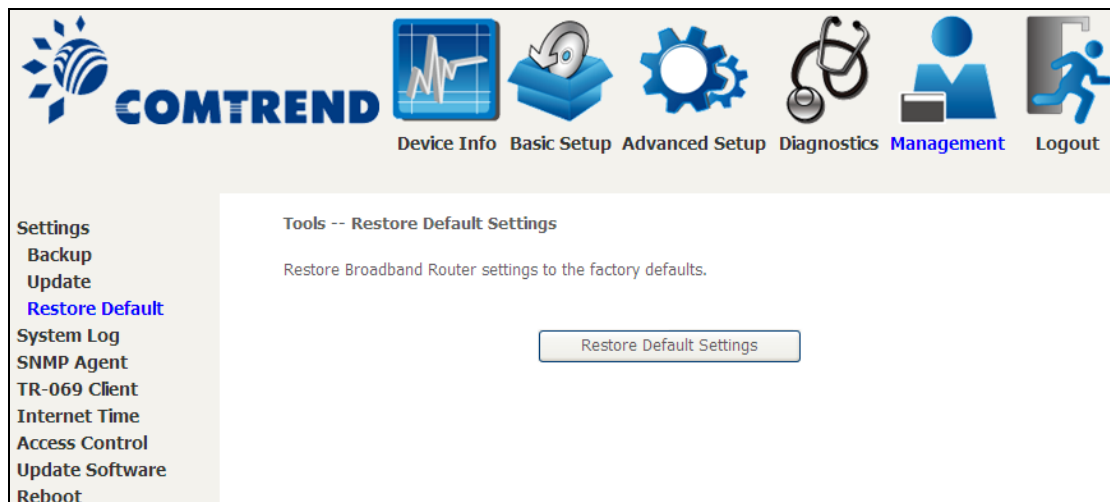 COMTREND
Device Info Basic Setup Advanced Setup Diagnostics Management Logout
Settings
Backup
Update
Restore Default
System Log
SNMP Agent
TR-069 Client
Internet Time
Access Control
Update Software
Reboot
Tools -- Restore Default Settings
Restore Broadband Router settings to the factory defaults.
Restore Default Settings